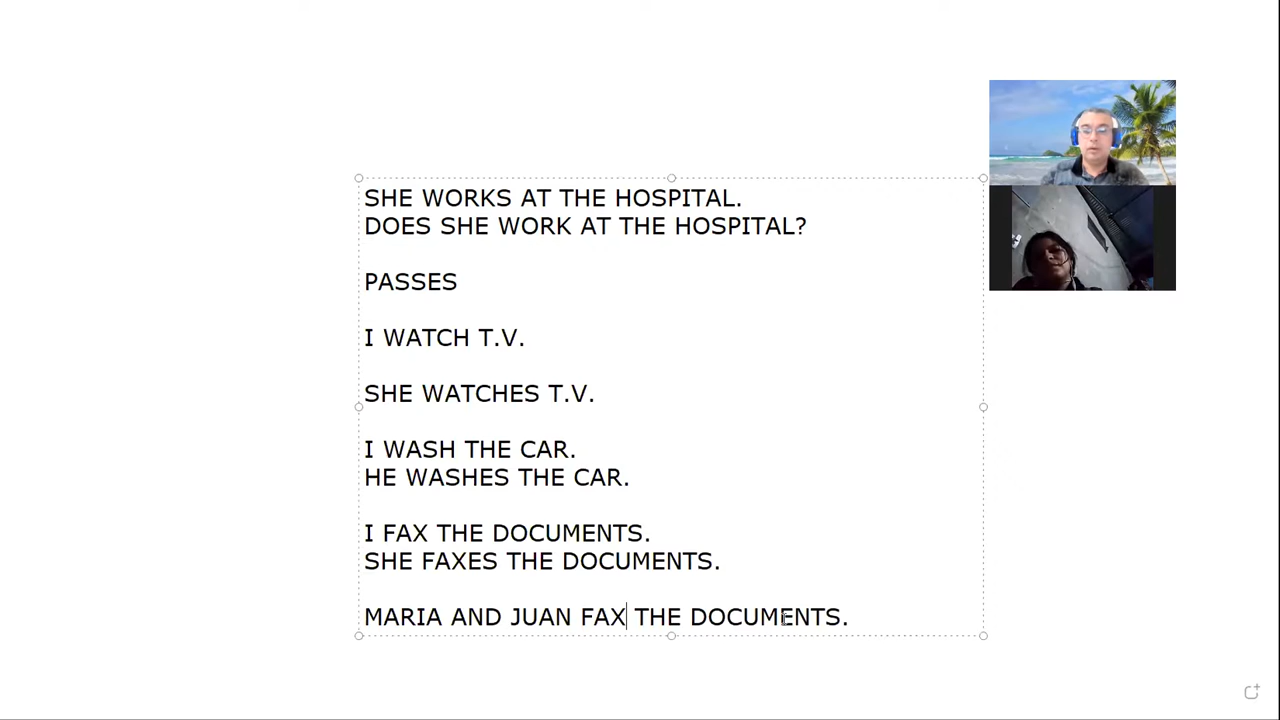 SHE WORKS AT THE HOSPITAL.
DOES SHE WORK AT THE HOSPITAL?
PASSES
I WATCH T.V.
SHE WATCHES T.V.
I WASH THE CAR.
HE WASHES THE CAR.
I FAX THE DOCUMENTS.
SHE FAXES THE DOCUMENTS.
MARIA AND JUAN FAX THE DOCUMENTS.